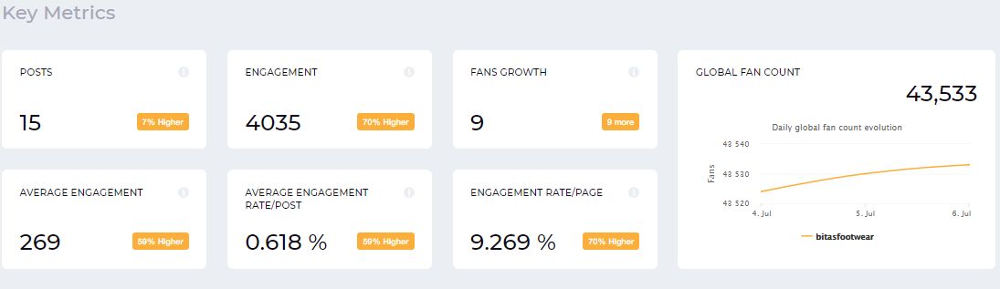 Key Metrics
POSTS
15
7% Higher
ENGAGEMENT
4035
70% Higher
FANS GROWTH
9
9 more
GLOBAL FAN COUNT
43,533
Daily global fan count evolution
Fans
43 540
43 530
43 520
4. Jul
5. Jul
6. Jul
bitasfootwear
AVERAGE ENGAGEMENT
269
59% Higher
AVERAGE ENGAGEMENT
RATE/POST
0.618 %
59% Higher
ENGAGEMENT RATE/PAGE
9.269 %
70% Higher